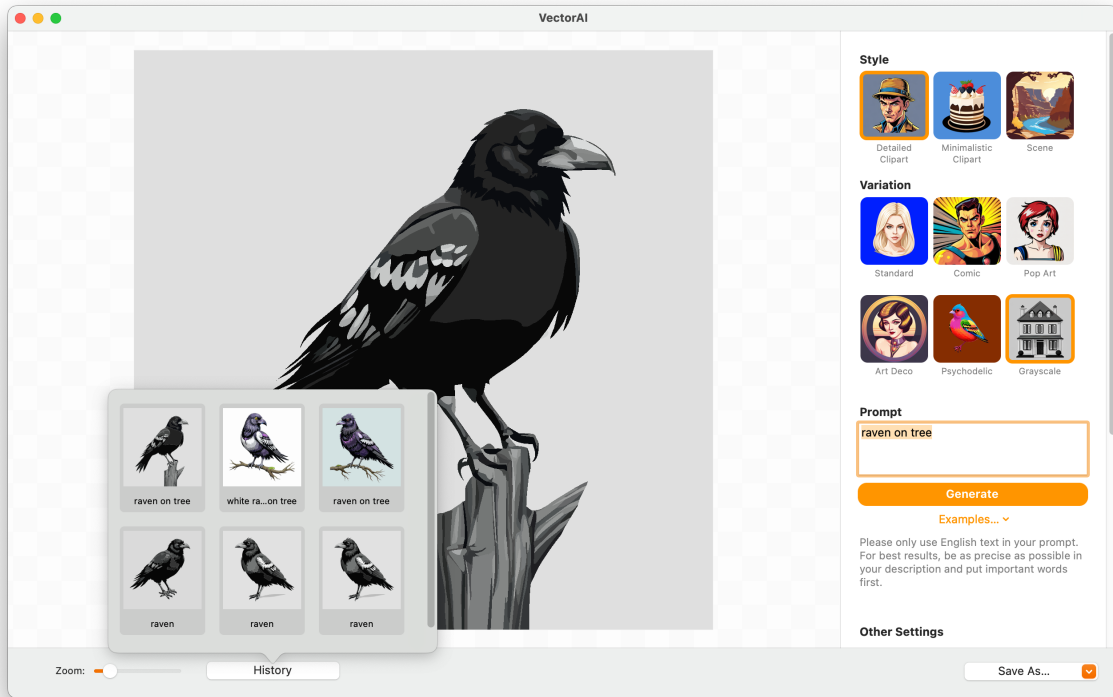 VectorAI
Style
Detailed
Clipart
Minimalistic
Clipart
Scene
Variation
Standard
Comic
Pop Art
Art Deco
Psychodelic
Grayscale
Prompt
raven on tree
Generate
Examples...
Please only use English text in your prompt.
For best results, be as precise as possible in
your description and put important words
first.
Other Settings
raven on tree
white ra...on tree
raven on tree
raven
raven
raven
Zoom:
History
Save As...